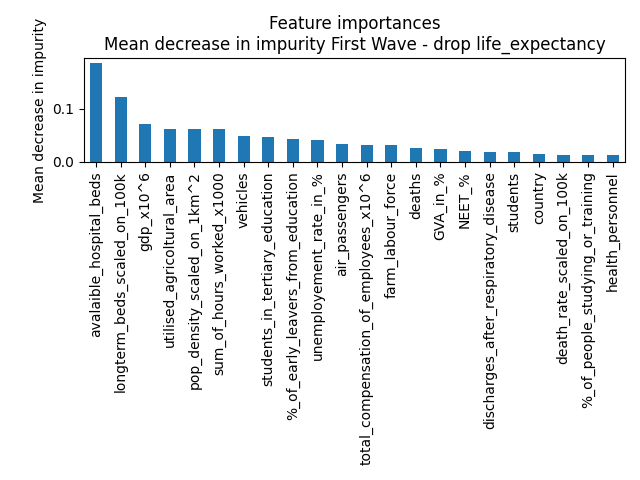 Feature importances
Mean decrease in impurity First Wave - drop life_expectancy
Mean decrease in impurity
0.1
0.0
avalaible_hospital_beds
longterm_beds_scaled_on_100k
gdp_x10^6
utilised_agricoltural_area
pop_density_scaled_on_1km^2
sum_of_hours_worked_x1000
vehicles
students_in_tertiary_education
%_of_early_leavers_from_education
unemployement_rate_in_%
air_passengers
total_compensation_of_employees_x10^6
farm_labour_force
deaths
GVA_in_%
NEET_%
discharges_after_respiratory_disease
students
country
death_rate_scaled_on_100k
%_of_people_studying_or_training
health_personnel